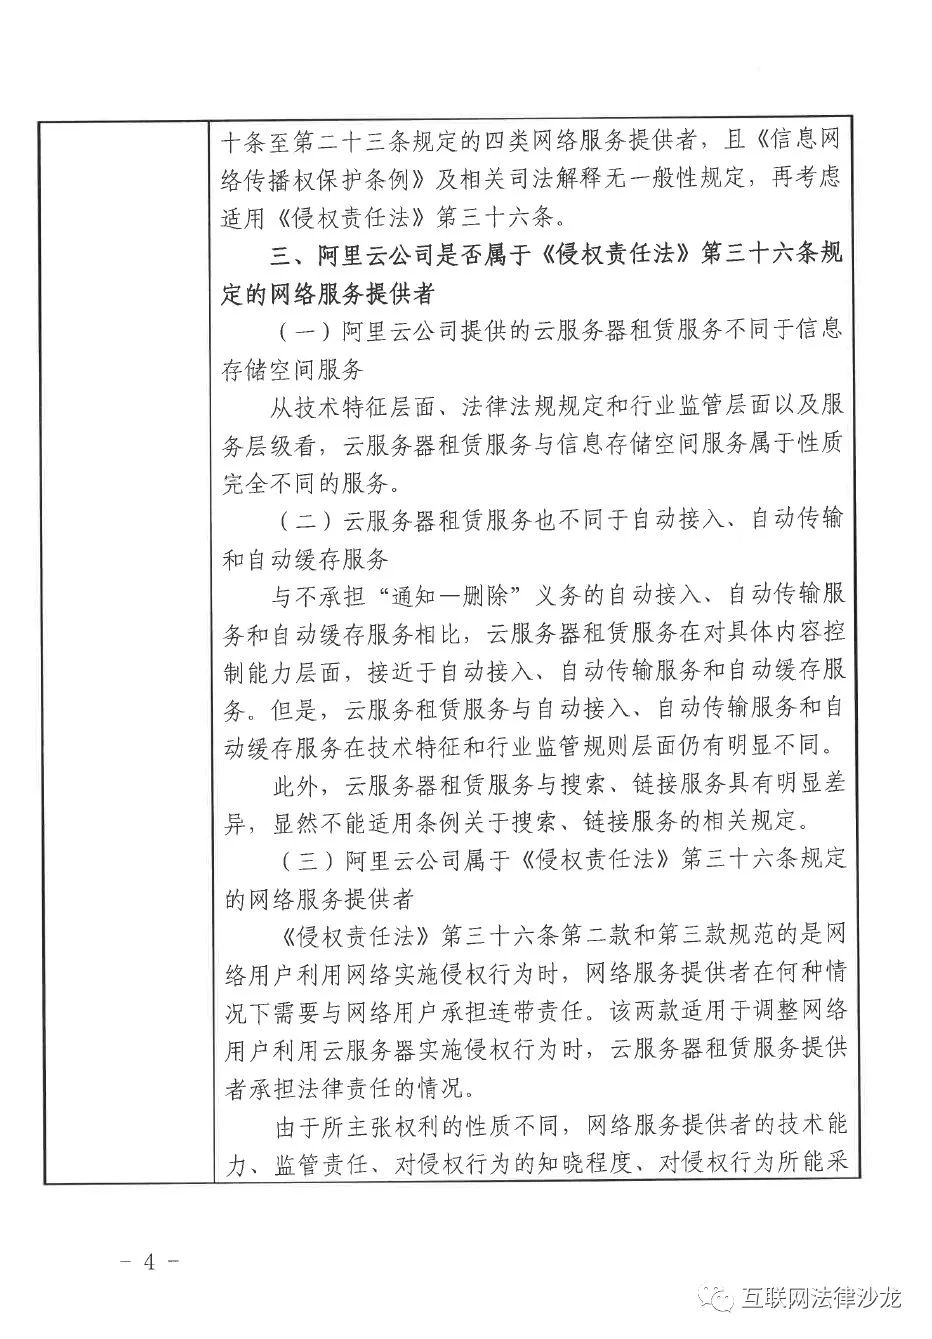 十条至第二十三条规定的四类网络服务提供者，且《信息网
络传播权保护条例》及相关司法解释无一般性规定，再考虑
适用《侵权责任法》第三十六条。
三、阿里云公司是否属于《侵权责任法》第三十六条规
定的网络服务提供者
（一）阿里云公司提供的云服务器租赁服务不同于信息
存储空间服务
从技术特征层面、法律法规规定和行业监管层面以及服
务层级看，云服务器租赁服务与信息存储空间服务属于性质
完全不同的服务。
（二）云服务器租赁服务也不同于自动接入、自动传输
和自动缓存服务
与不承担“通知—删除”义务的自动接入、自动传输服
务和自动缓存服务相比，云服务器租赁服务在对具体内容控
制能力层面，接近于自动接入、自动传输服务和自动缓存服
务。但是，云服务租赁服务与自动接入、自动传输服务和自
动缓存服务在技术特征和行业监管规则层面仍有明显不同。
此外，云服务器租赁服务与搜索、链接服务具有明显差
异，显然不能适用条例关于搜索、链接服务的相关规定。
（三）阿里云公司属于《侵权责任法》第三十六条规定
的网络服务提供者
《侵权责任法》第三十六条第二款和第三款规范的是网
络用户利用网络实施侵权行为时，网络服务提供者在何种情
况下需要与网络用户承担连带责任。该两款适用于调整网络
用户利用云服务器实施侵权行为时，云服务器租赁服务提供
者承担法律责任的情况。
由于所主张权利的性质不同，网络服务提供者的技术能
力、监管责任、对侵权行为的知晓程度、对侵权行为所能采
- 4 -
互联网法律沙龙